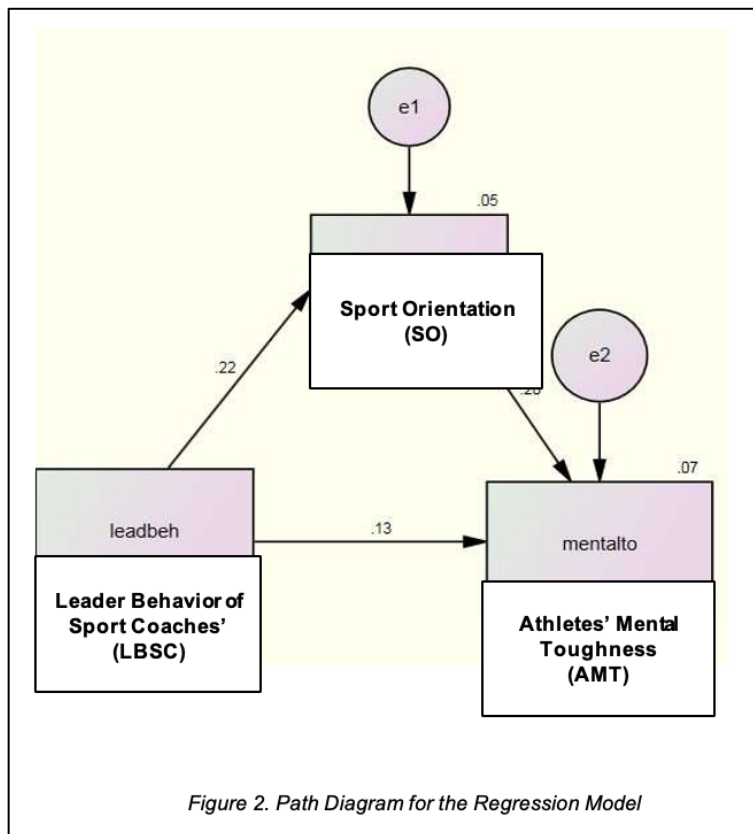 e1
.05
Sport Orientation
(SO)
e2
.22
.07
leadbeh
.13
mentalto
Leader Behavior of
Sport Coaches’
(LBSC)
Athletes’ Mental
Toughness
(AMT)
Figure 2. Path Diagram for the Regression Model